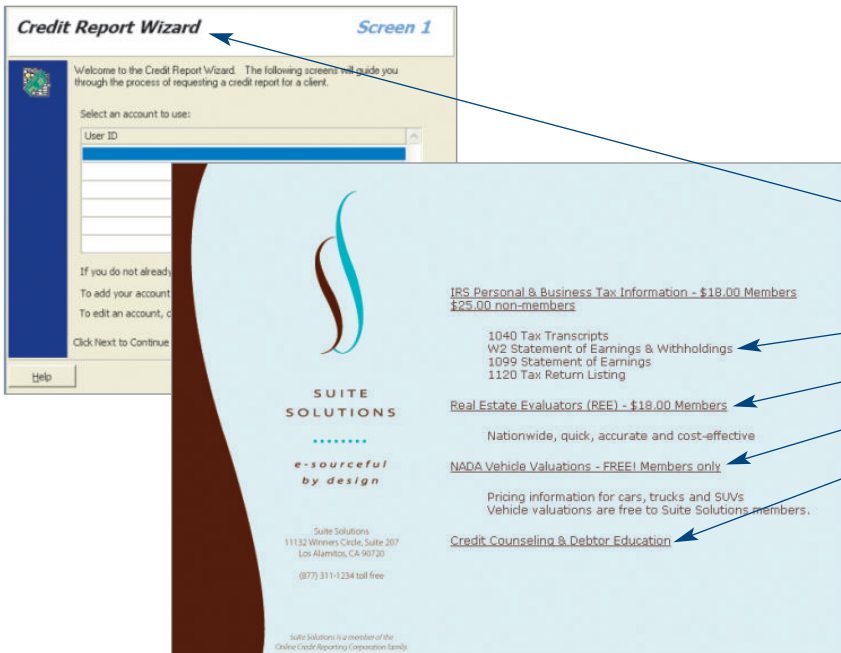 Credit Report Wizard
Screen 1
Welcome to the Credit Report Wizard. The following screens will guide you
through the process of requesting a credit report for a client.
Select an account to use:
User ID
If you do not already
To add your account
To edit an account, c
Click Next to Continue
Help
SUITE
SOLUTIONS
e-sourceful
by design
Suite Solutions
11132 Winners Circle, Suite 207
Los Alamitos, CA 90720
(877) 311-1234 toll free
Suite Solutions is a member of the
Online Credit Reporting Corporation family.
IRS Personal & Business Tax Information - $18.00 Members
$25.00 non-members
1040 Tax Transcripts
W2 Statement of Earnings & Withholdings
1099 Statement of Earnings
1120 Tax Return Listing
Real Estate Evaluators (REE) - $18.00 Members
Nationwide, quick, accurate and cost-effective
NADA Vehicle Valuations - FREE! Members only
Pricing information for cars, trucks and SUVs
Vehicle valuations are free to Suite Solutions members.
Credit Counseling & Debtor Education